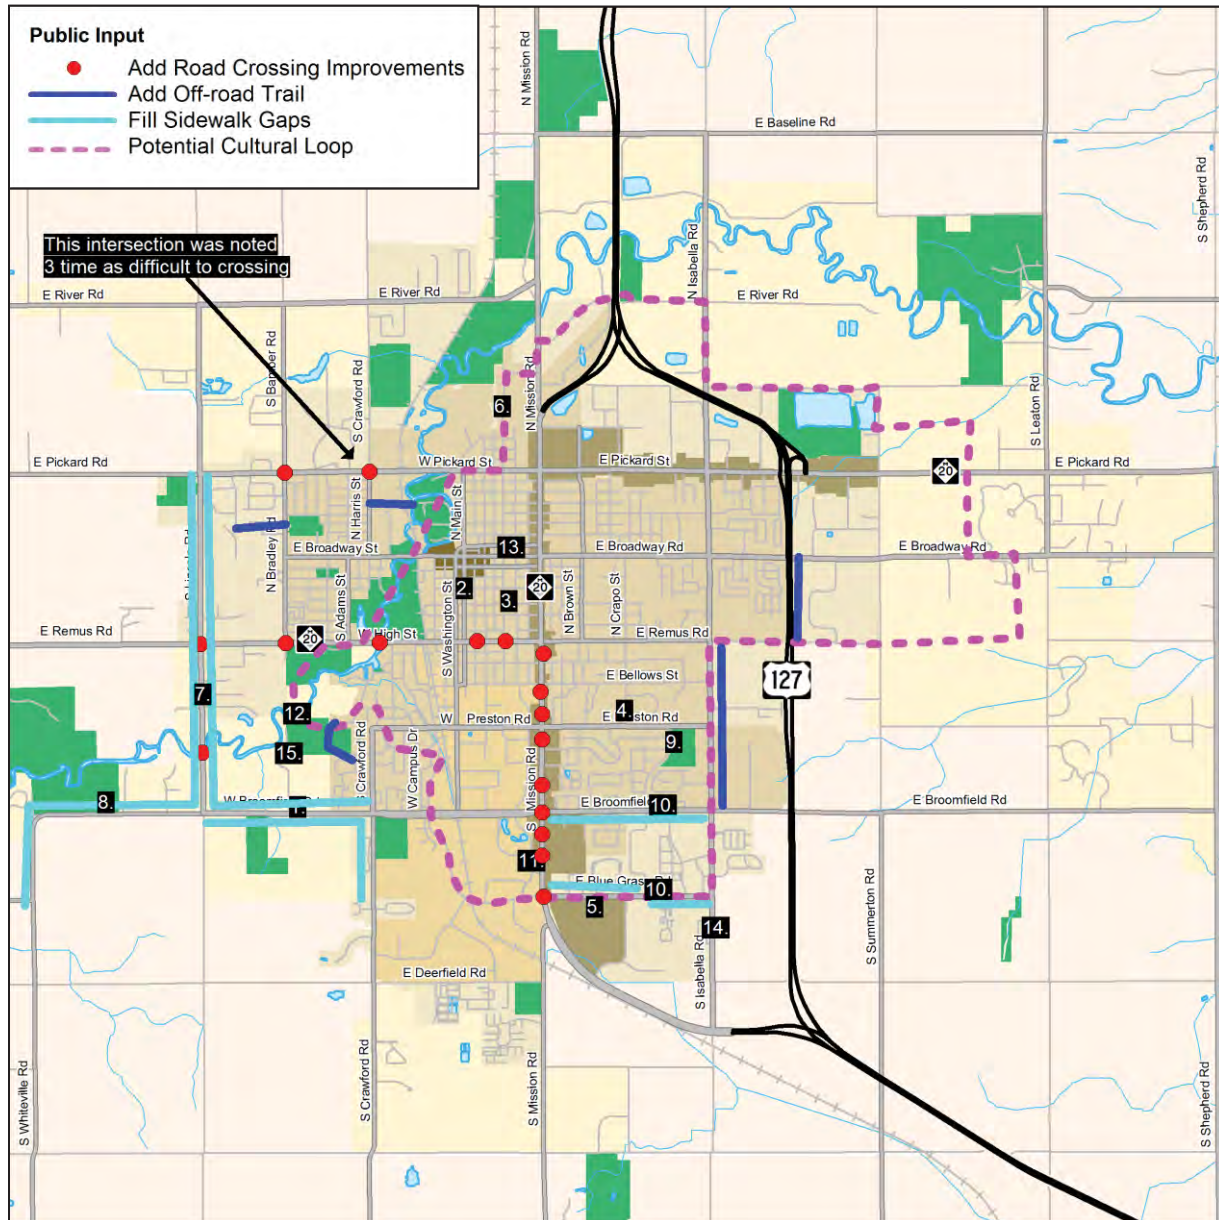 Public Input
Add Road Crossing Improvements
Add Off-road Trail
Fill Sidewalk Gaps
Potential Cultural Loop
N Mission Rd
E Baseline Rd
S Shepherd Rd
This intersection was noted
3 time as difficult to crossing
E River Rd
E River Rd
N Isabella Rd
E River Rd
S Bamber Rd
S Crawford Rd
N Mission Rd
6.
S Leaton Rd
E Pickard Rd
W Pickard St
E Pickard St
20
E Pickard Rd
N Harris St
N Main St
N Bradley Rd
E Broadway St
13.
E Broadway Rd
E Broadway Rd
2.
3.
20
N Brown St
N Crapo St
S Adams St
S Washington St
E Remus Rd
20
W High St
E Remus Rd
E Bellows St
127
7.
12.
W
Preston Rd
4.
15.
9.
S Crawford Rd
W Campus Dr
S Mission Rd
8.
1.
E Broomfield
10.
E Broomfield Rd
11.
E Blue Grass Rd
10.
5.
14.
S Isabella Rd
S Summerton Rd
E Deerfield Rd
S Whiteville Rd
S Crawford Rd
S Mission Rd
S Shepherd Rd